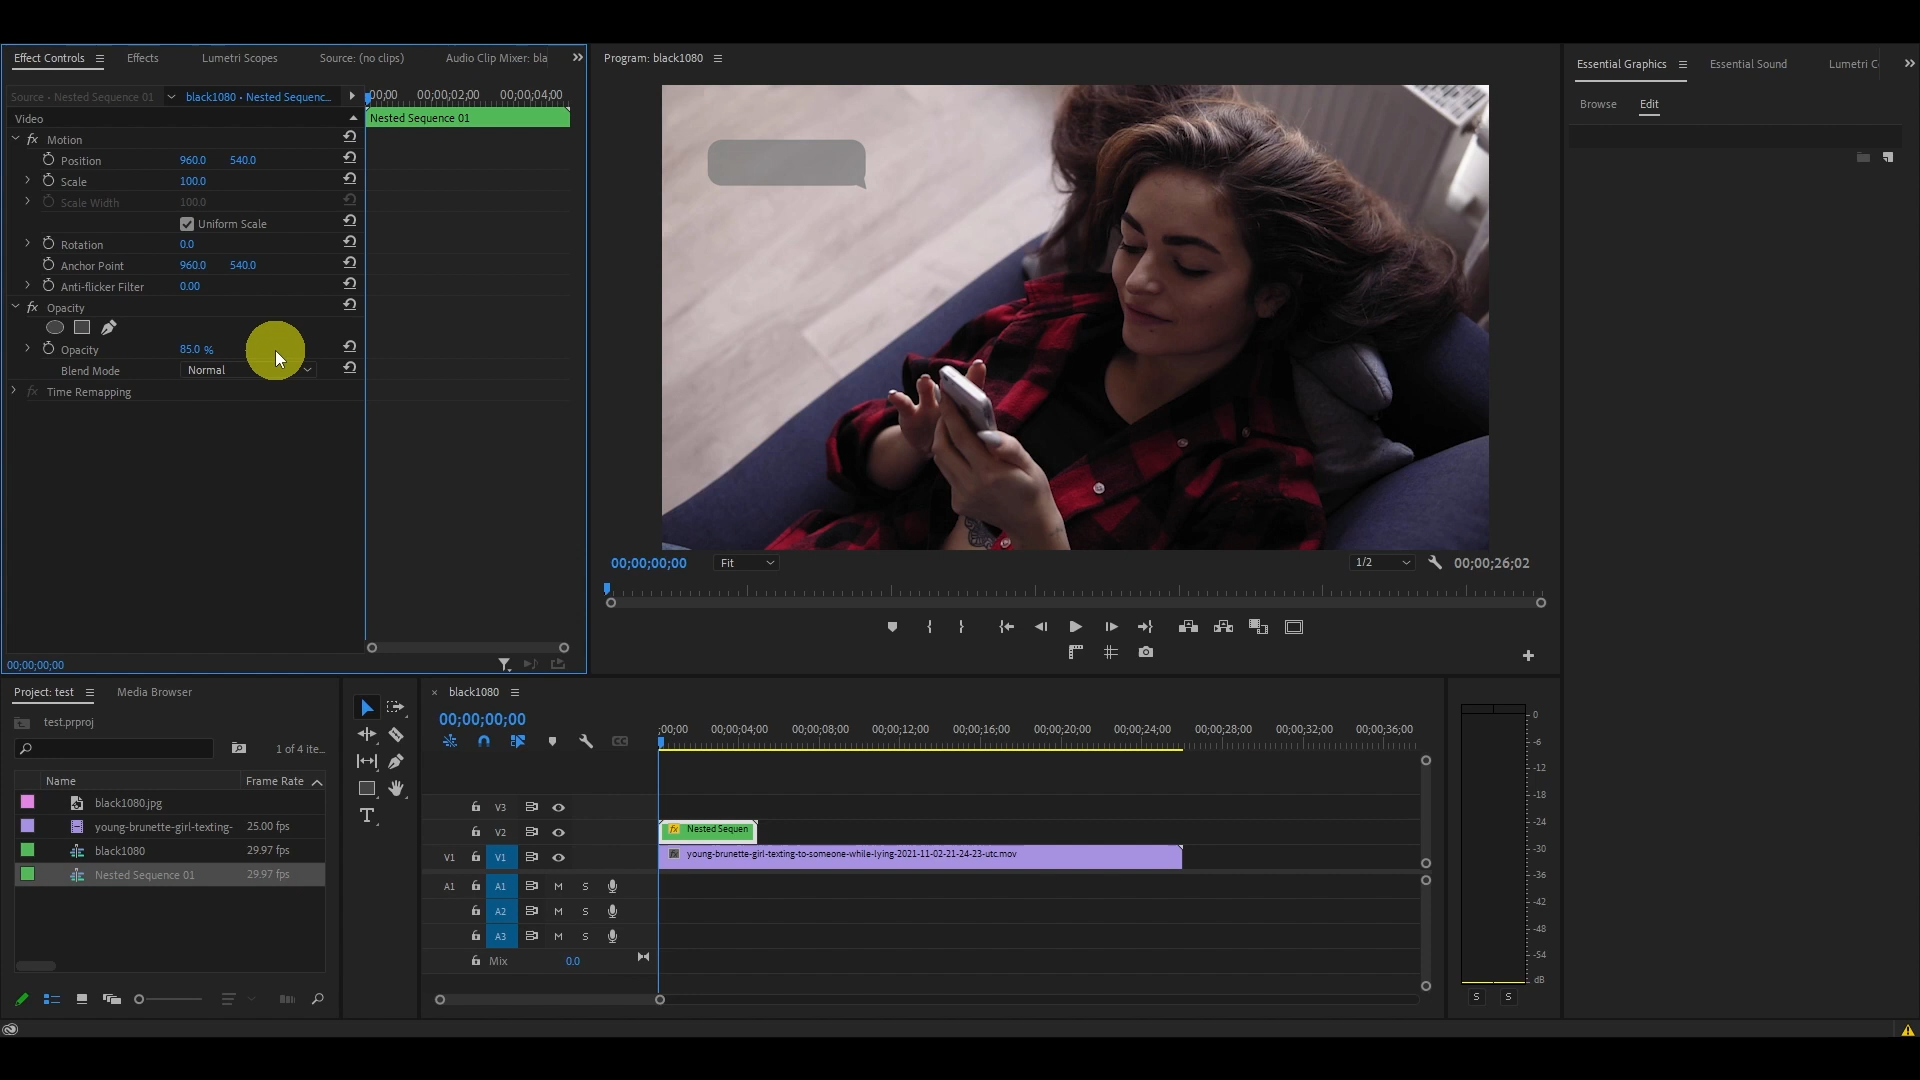 Effect Controls
Effects
Lumetri Scopes
Source: (no clips)
Audio Clip Mixer: bla
Program: black1080
Essential Graphics
Essential Sound
Lumetri C
Browse
Edit
Source • Nested Sequence 01
black1080 • Nested Sequenc...
;00;00
00;00;02;00
00;00;04;00
Video
Nested Sequence 01
fx Motion
Position 960.0 540.0
Scale 100.0
Scale Width 100.0
Uniform Scale
Rotation 0.0
Anchor Point 960.0 540.0
Anti-flicker Filter 0.00
fx Opacity
Opacity 85.0 %
Blend Mode Normal
fx Time Remapping
00;00;00;00
Fit
1/2
00;00;26;02
00;00;00;00
Project: test
Media Browser
test.prproj
1 of 4 ite...
Name Frame Rate
black1080.jpg
young-brunette-girl-texting- 25.00 fps
black1080 29.97 fps
Nested Sequence 01 29.97 fps
× black1080
00;00;00;00
;00;00 00;00;04;00 00;00;08;00 00;00;12;00 00;00;16;00 00;00;20;00 00;00;24;00 00;00;28;00 00;00;32;00 00;00;36;00
V3
V2
fx Nested Sequen
V1 V1
fx young-brunette-girl-texting-to-someone-while-lying-2021-11-02-21-24-23-utc.mov
A1 A1 M S
A2 M S
A3 M S
Mix 0.0
0
-6
-12
-18
-24
-30
-36
-42
-48
-54
dB
S S